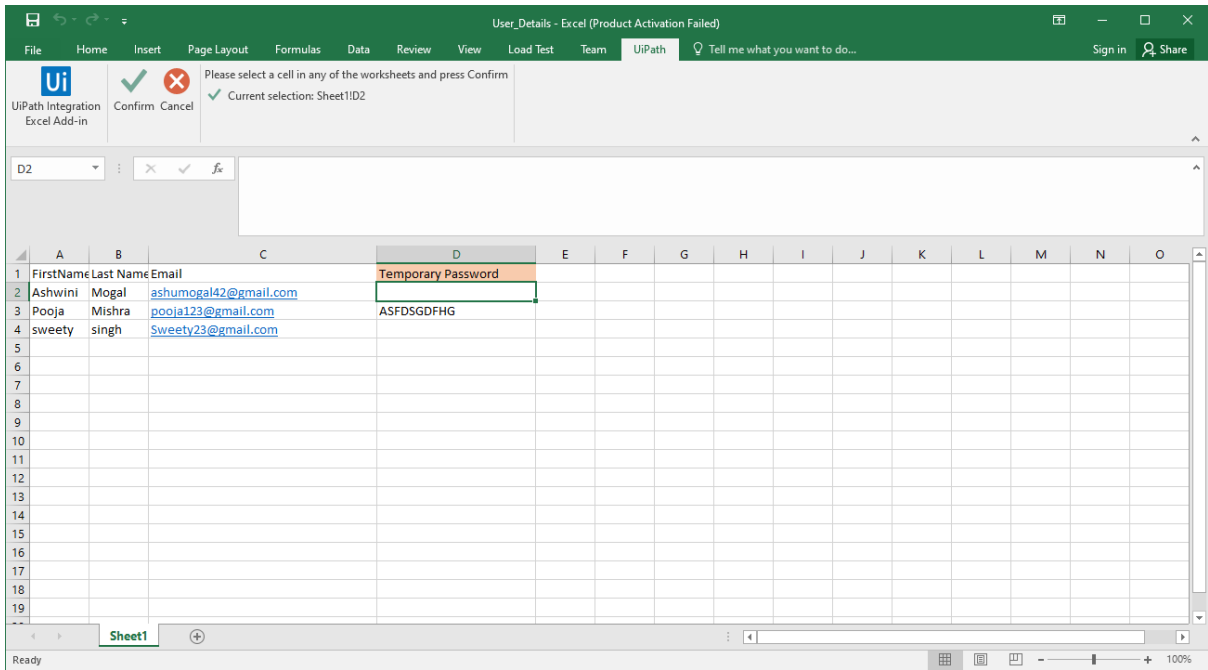 User_Details - Excel (Product Activation Failed)
File Home Insert Page Layout Formulas Data Review View Load Test Team UiPath Tell me what you want to do... Sign in Share
Ui
UiPath Integration
Excel Add-in
Confirm Cancel
Please select a cell in any of the worksheets and press Confirm
Current selection: Sheet1!D2
D2 fx
A B C D E F G H I J K L M N O
1 FirstName Last Name Email Temporary Password
2 Ashwini Mogal ashumogal42@gmail.com
3 Pooja Mishra pooja123@gmail.com ASFDSGDFHG
4 sweety singh Sweety23@gmail.com
5
6
7
8
9
10
11
12
13
14
15
16
17
18
19
Sheet1
Ready 100%